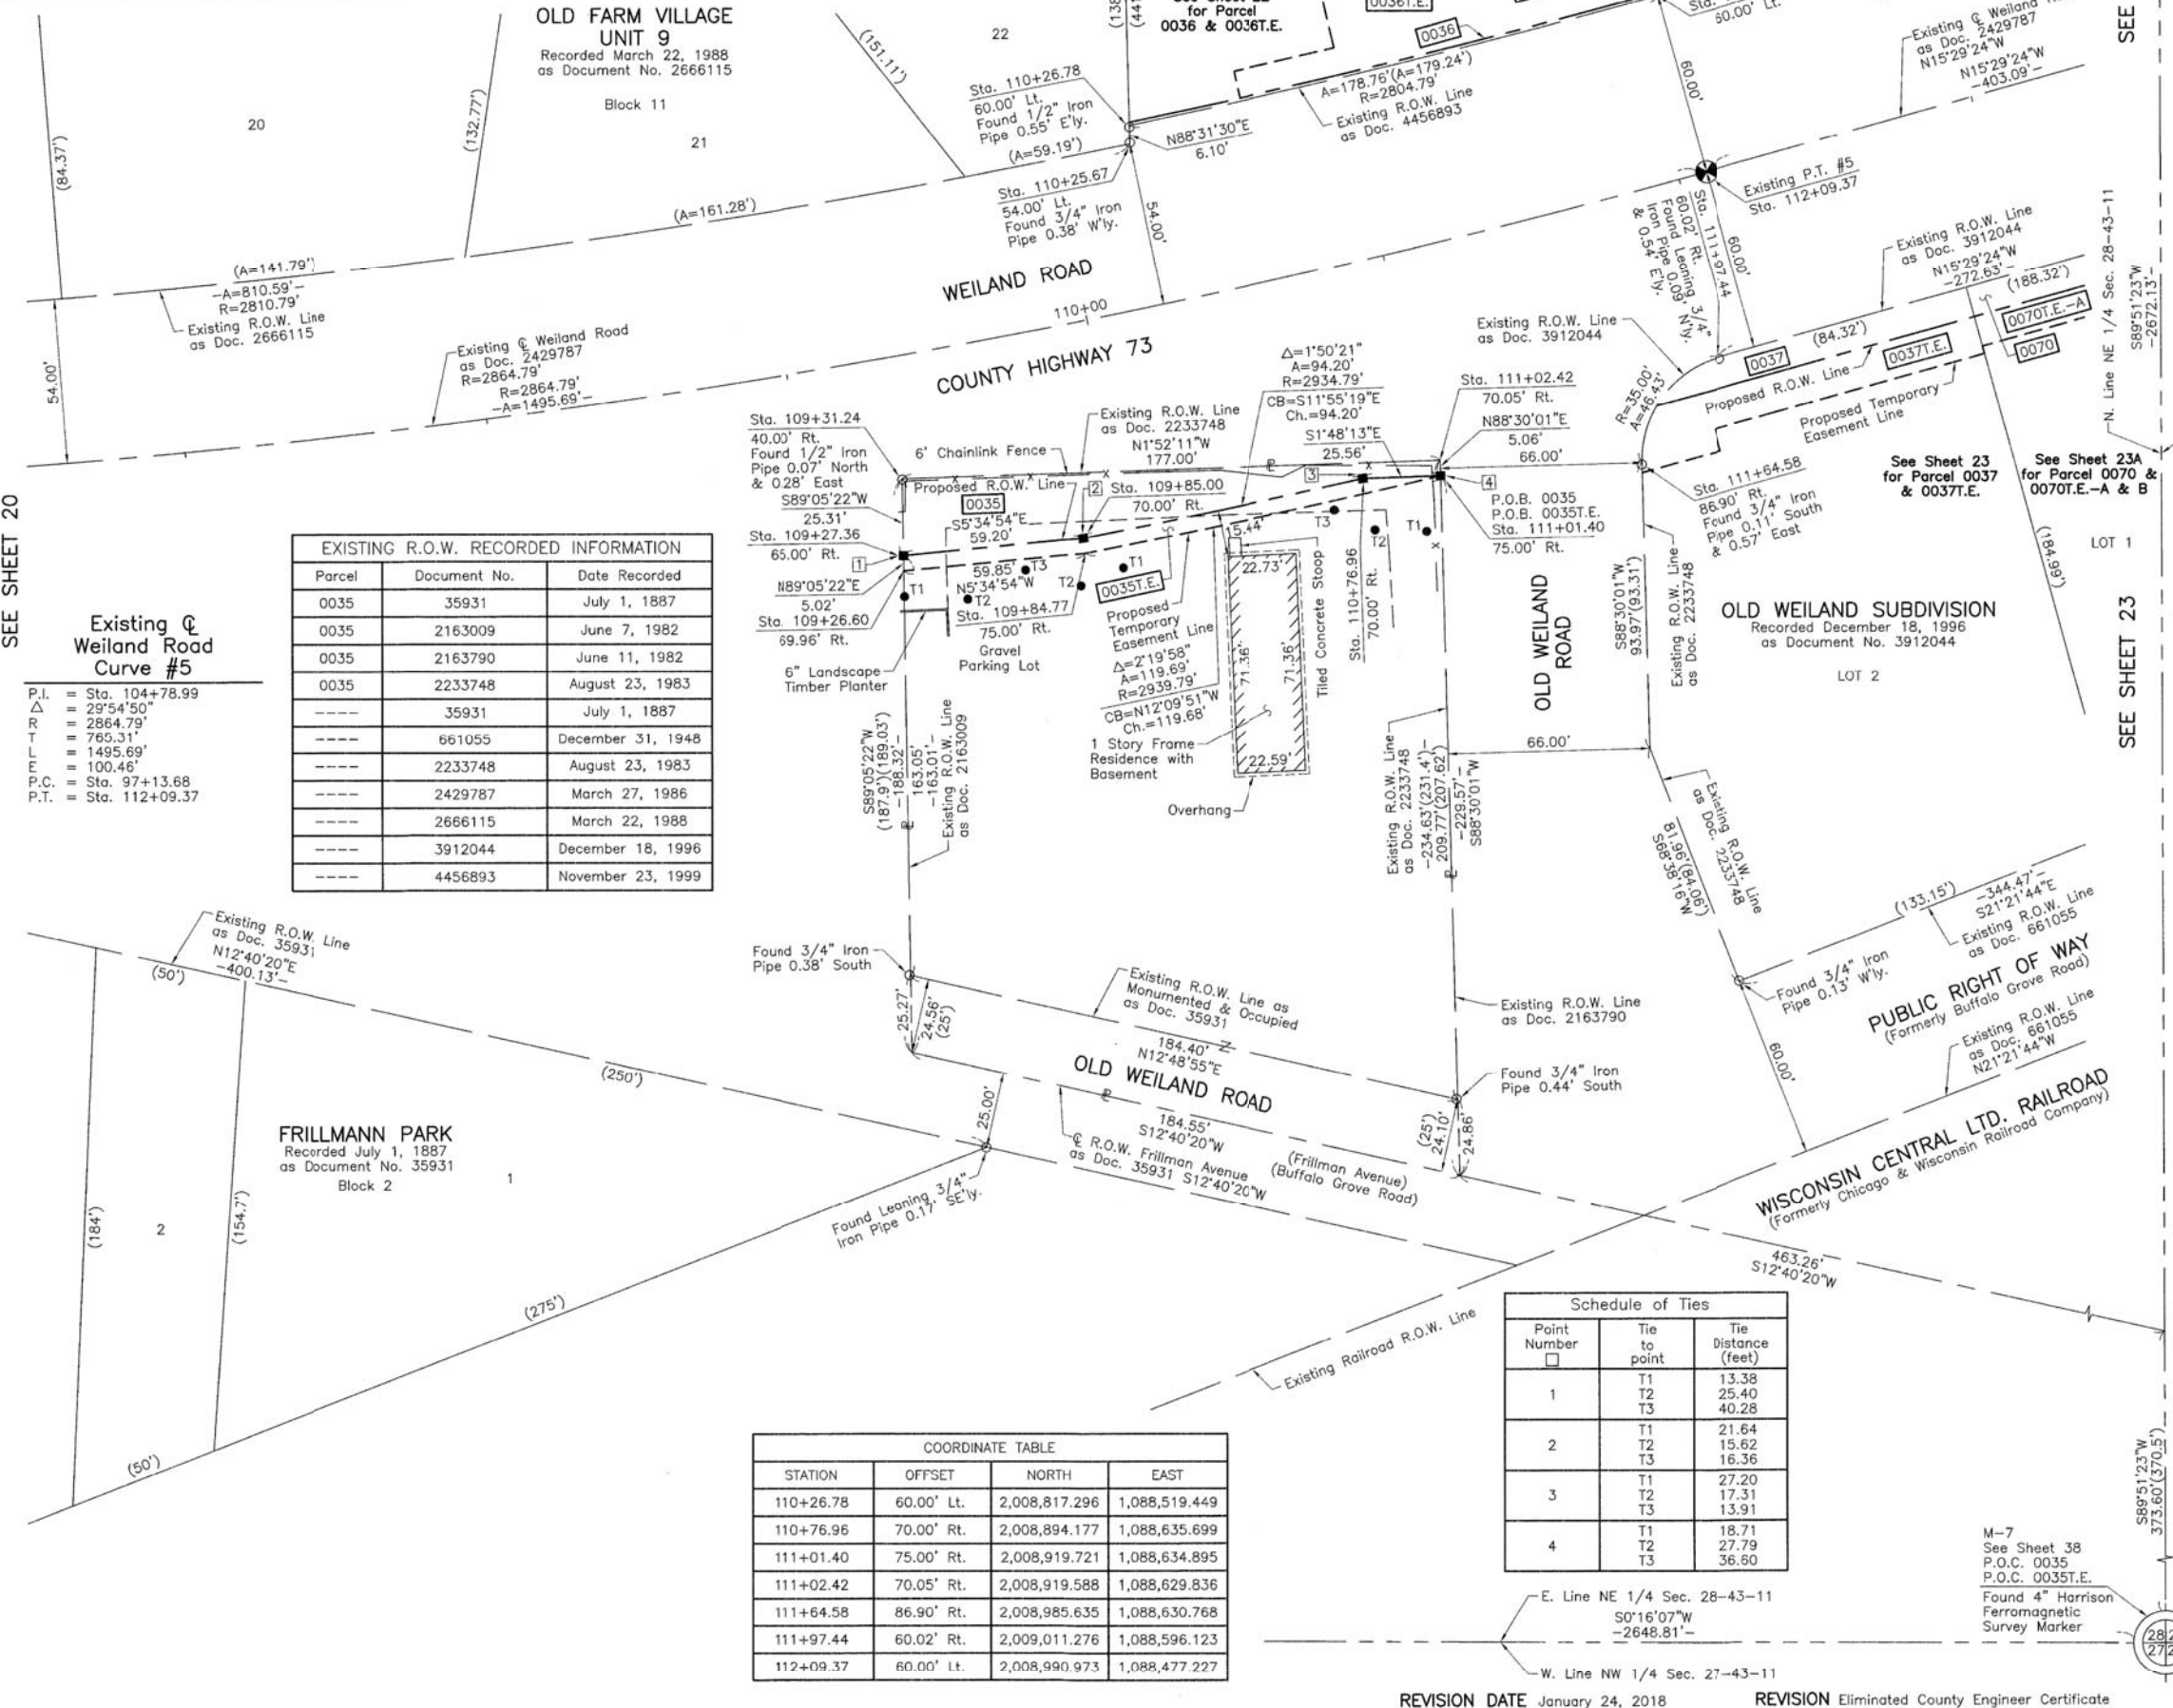 OLD FARM VILLAGE
UNIT 9
Recorded March 22, 1988
as Document No. 2666115
Block 11
20
21
22
(84.37')
(132.77')
(151.11')
for Parcel
0036 & 0036T.E.
0036T.E.
0036
60.00' Lt.
Existing ℄ Weiland
as Doc. 2429787
N15°29'24"W
N15°29'24"W
-403.09'-
SEE
Sta. 110+26.78
60.00' Lt.
Found 1/2" Iron
Pipe 0.55' E'ly.
(A=59.19')
N88°31'30"E
6.10'
A=178.76'(A=179.24')
R=2804.79'
Existing R.O.W. Line
as Doc. 4456893
60.00'
Sta. 110+25.67
54.00' Lt.
Found 3/4" Iron
Pipe 0.38' W'ly.
54.00'
(A=161.28')
(A=141.79')
-A=810.59'-
R=2810.79'
Existing R.O.W. Line
as Doc. 2666115
54.00'
Existing ℄ Weiland Road
as Doc. 2429787
R=2864.79'
R=2864.79'
-A=1495.69'-
WEILAND ROAD
110+00
COUNTY HIGHWAY 73
Existing P.T. #5
Sta. 112+09.37
Sta. 111+97.44
60.02' Rt.
Found Leaning 3/4"
Iron Pipe 0.09' N'ly.
& 0.54' E'ly.
60.00'
Existing R.O.W. Line
as Doc. 3912044
N15°29'24"W
-272.63'-
(188.32')
0070T.E.-A
0070
N. Line NE 1/4 Sec. 28-43-11
S89°51'23"W
-2672.13'-
Existing R.O.W. Line
as Doc. 3912044
(84.32')
0037
0037T.E.
Proposed R.O.W. Line
Proposed Temporary
Easement Line
R=35.00'
A=46.43'
Δ=1°50'21"
A=94.20'
R=2934.79'
CB=S11°55'19"E
Ch.=94.20'
Sta. 111+02.42
70.05' Rt.
N88°30'01"E
5.06'
66.00'
S1°48'13"E
25.56'
Sta. 109+31.24
40.00' Rt.
Found 1/2" Iron
Pipe 0.07' North
& 0.28' East
6' Chainlink Fence
Existing R.O.W. Line
as Doc. 2233748
N1°52'11"W
177.00'
Proposed R.O.W. Line
0035
2
Sta. 109+85.00
70.00' Rt.
3
4
P.O.B. 0035
P.O.B. 0035T.E.
Sta. 111+01.40
75.00' Rt.
S89°05'22"W
25.31'
Sta. 109+27.36
65.00' Rt.
1
S5°34'54"E
59.20'
59.85'
N5°34'54"W
T1
T2
T3
T2
T1
T3
T2
T1
N89°05'22"E
5.02'
Sta. 109+26.60
69.96' Rt.
Sta. 109+84.77
75.00' Rt.
Gravel
Parking Lot
0035T.E.
Proposed
Temporary
Easement Line
Δ=2°19'58"
A=119.69'
R=2939.79'
CB=N12°09'51"W
Ch.=119.68'
15.44'
22.73'
71.36'
71.36'
22.59'
Tiled Concrete Stoop
Sta. 110+76.96
70.00' Rt.
1 Story Frame
Residence with
Basement
Overhang
6" Landscape
Timber Planter
S89°05'22"W
(187.9')(189.03')
-188.32'-
163.05'
-163.01'-
Existing R.O.W. Line
as Doc. 2163009
Sta. 111+64.58
86.90' Rt.
Found 3/4" Iron
Pipe 0.11' South
& 0.57' East
See Sheet 23
for Parcel 0037
& 0037T.E.
See Sheet 23A
for Parcel 0070 &
0070T.E.-A & B
LOT 1
(184.99')
OLD WEILAND
ROAD
S88°30'01"W
93.97'(93.31')
Existing R.O.W. Line
as Doc. 2233748
OLD WEILAND SUBDIVISION
Recorded December 18, 1996
as Document No. 3912044
LOT 2
SEE SHEET 23
SEE SHEET 20
66.00'
Existing R.O.W. Line
as Doc. 2233748
-234.63'(231.4')-
209.77'(207.62')
-229.57'-
S88°30'01"W
Existing R.O.W. Line
as Doc. 2233748
81.96'(84.06')
S68°38'16"W
EXISTING R.O.W. RECORDED INFORMATION
Parcel Document No. Date Recorded
0035 35931 July 1, 1887
0035 2163009 June 7, 1982
0035 2163790 June 11, 1982
0035 2233748 August 23, 1983
---- 35931 July 1, 1887
---- 661055 December 31, 1948
---- 2233748 August 23, 1983
---- 2429787 March 27, 1986
---- 2666115 March 22, 1988
---- 3912044 December 18, 1996
---- 4456893 November 23, 1999
Existing ℄
Weiland Road
Curve #5
P.I. = Sta. 104+78.99
Δ = 29°54'50"
R = 2864.79'
T = 765.31'
L = 1495.69'
E = 100.46'
P.C. = Sta. 97+13.68
P.T. = Sta. 112+09.37
Existing R.O.W. Line
as Doc. 35931
N12°40'20"E
-400.13'-
(50')
(250')
FRILLMANN PARK
Recorded July 1, 1887
as Document No. 35931
Block 2
1
2
(184')
(154.7')
(275')
(50')
Found 3/4" Iron
Pipe 0.38' South
25.27'
24.56'
(25')
25.00'
Existing R.O.W. Line as
Monumented & Occupied
as Doc. 35931
184.40'
N12°48'55"E
OLD WEILAND ROAD
184.55'
S12°40'20"W
(Frillman Avenue)
(Buffalo Grove Road)
℄ R.O.W. Frillman Avenue
as Doc. 35931 S12°40'20"W
Found Leaning 3/4"
Iron Pipe 0.17' SE'ly.
Existing R.O.W. Line
as Doc. 2163790
Found 3/4" Iron
Pipe 0.44' South
(25')
24.10'
24.86'
(133.15')
-344.47'-
S21°21'44"E
Existing R.O.W. Line
as Doc. 661055
Found 3/4" Iron
Pipe 0.13' W'ly.
60.00'
PUBLIC RIGHT OF WAY
(Formerly Buffalo Grove Road)
Existing R.O.W. Line
as Doc. 661055
N21°21'44"W
WISCONSIN CENTRAL LTD. RAILROAD
(Formerly Chicago & Wisconsin Railroad Company)
463.26'
S12°40'20"W
Existing Railroad R.O.W. Line
Schedule of Ties
Point Number □ Tie to point Tie Distance (feet)
1 T1 13.38
T2 25.40
T3 40.28
2 T1 21.64
T2 15.62
T3 16.36
3 T1 27.20
T2 17.31
T3 13.91
4 T1 18.71
T2 27.79
T3 36.60
COORDINATE TABLE
STATION OFFSET NORTH EAST
110+26.78 60.00' Lt. 2,008,817.296 1,088,519.449
110+76.96 70.00' Rt. 2,008,894.177 1,088,635.699
111+01.40 75.00' Rt. 2,008,919.721 1,088,634.895
111+02.42 70.05' Rt. 2,008,919.588 1,088,629.836
111+64.58 86.90' Rt. 2,008,985.635 1,088,630.768
111+97.44 60.02' Rt. 2,009,011.276 1,088,596.123
112+09.37 60.00' Lt. 2,008,990.973 1,088,477.227
S89°51'23"W
373.60'(370.5')
M-7
See Sheet 38
P.O.C. 0035
P.O.C. 0035T.E.
Found 4" Harrison
Ferromagnetic
Survey Marker
28
27
E. Line NE 1/4 Sec. 28-43-11
S0°16'07"W
-2648.81'-
W. Line NW 1/4 Sec. 27-43-11
REVISION DATE January 24, 2018
REVISION Eliminated County Engineer Certificate